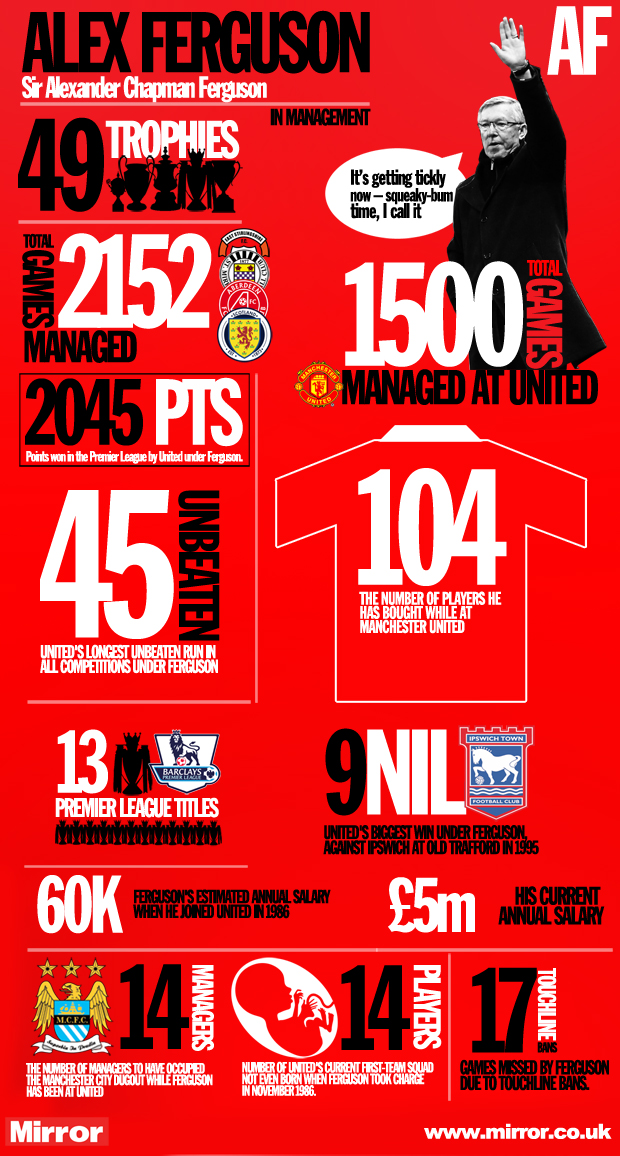 ALEX FERGUSON
AF
Sir Alexander Chapman Ferguson
IN MANAGEMENT
49 TROPHIES
It's getting tickly
now – squeaky-bum
time, I call it
TOTAL
GAMES
2152
MANAGED
EAST STIRLINGSHIRE
F.C.
ABERDEEN
FC
SCOTLAND
1500
TOTAL
GAMES
MANCHESTER
UNITED
MANAGED AT UNITED
2045 PTS
Points won in the Premier League by United under Ferguson.
45
UNBEATEN
UNITED'S LONGEST UNBEATEN RUN IN
ALL COMPETITIONS UNDER FERGUSON
104
THE NUMBER OF PLAYERS HE
HAS BOUGHT WHILE AT
MANCHESTER UNITED
13
BARCLAYS
PREMIER LEAGUE
PREMIER LEAGUE TITLES
9NIL
IPSWICH TOWN
FOOTBALL CLUB
UNITED'S BIGGEST WIN UNDER FERGUSON,
AGAINST IPSWICH AT OLD TRAFFORD IN 1995
60K
FERGUSON'S ESTIMATED ANNUAL SALARY
WHEN HE JOINED UNITED IN 1986
£5m
HIS CURRENT
ANNUAL SALARY
M.C.F.C.
14
MANAGERS
THE NUMBER OF MANAGERS TO HAVE OCCUPIED
THE MANCHESTER CITY DUGOUT WHILE FERGUSON
HAS BEEN AT UNITED
14
PLAYERS
NUMBER OF UNITED'S CURRENT FIRST-TEAM SQUAD
NOT EVEN BORN WHEN FERGUSON TOOK CHARGE
IN NOVEMBER 1986.
17
TOUCHLINE
BANS
GAMES MISSED BY FERGUSON
DUE TO TOUCHLINE BANS.
Mirror
www.mirror.co.uk